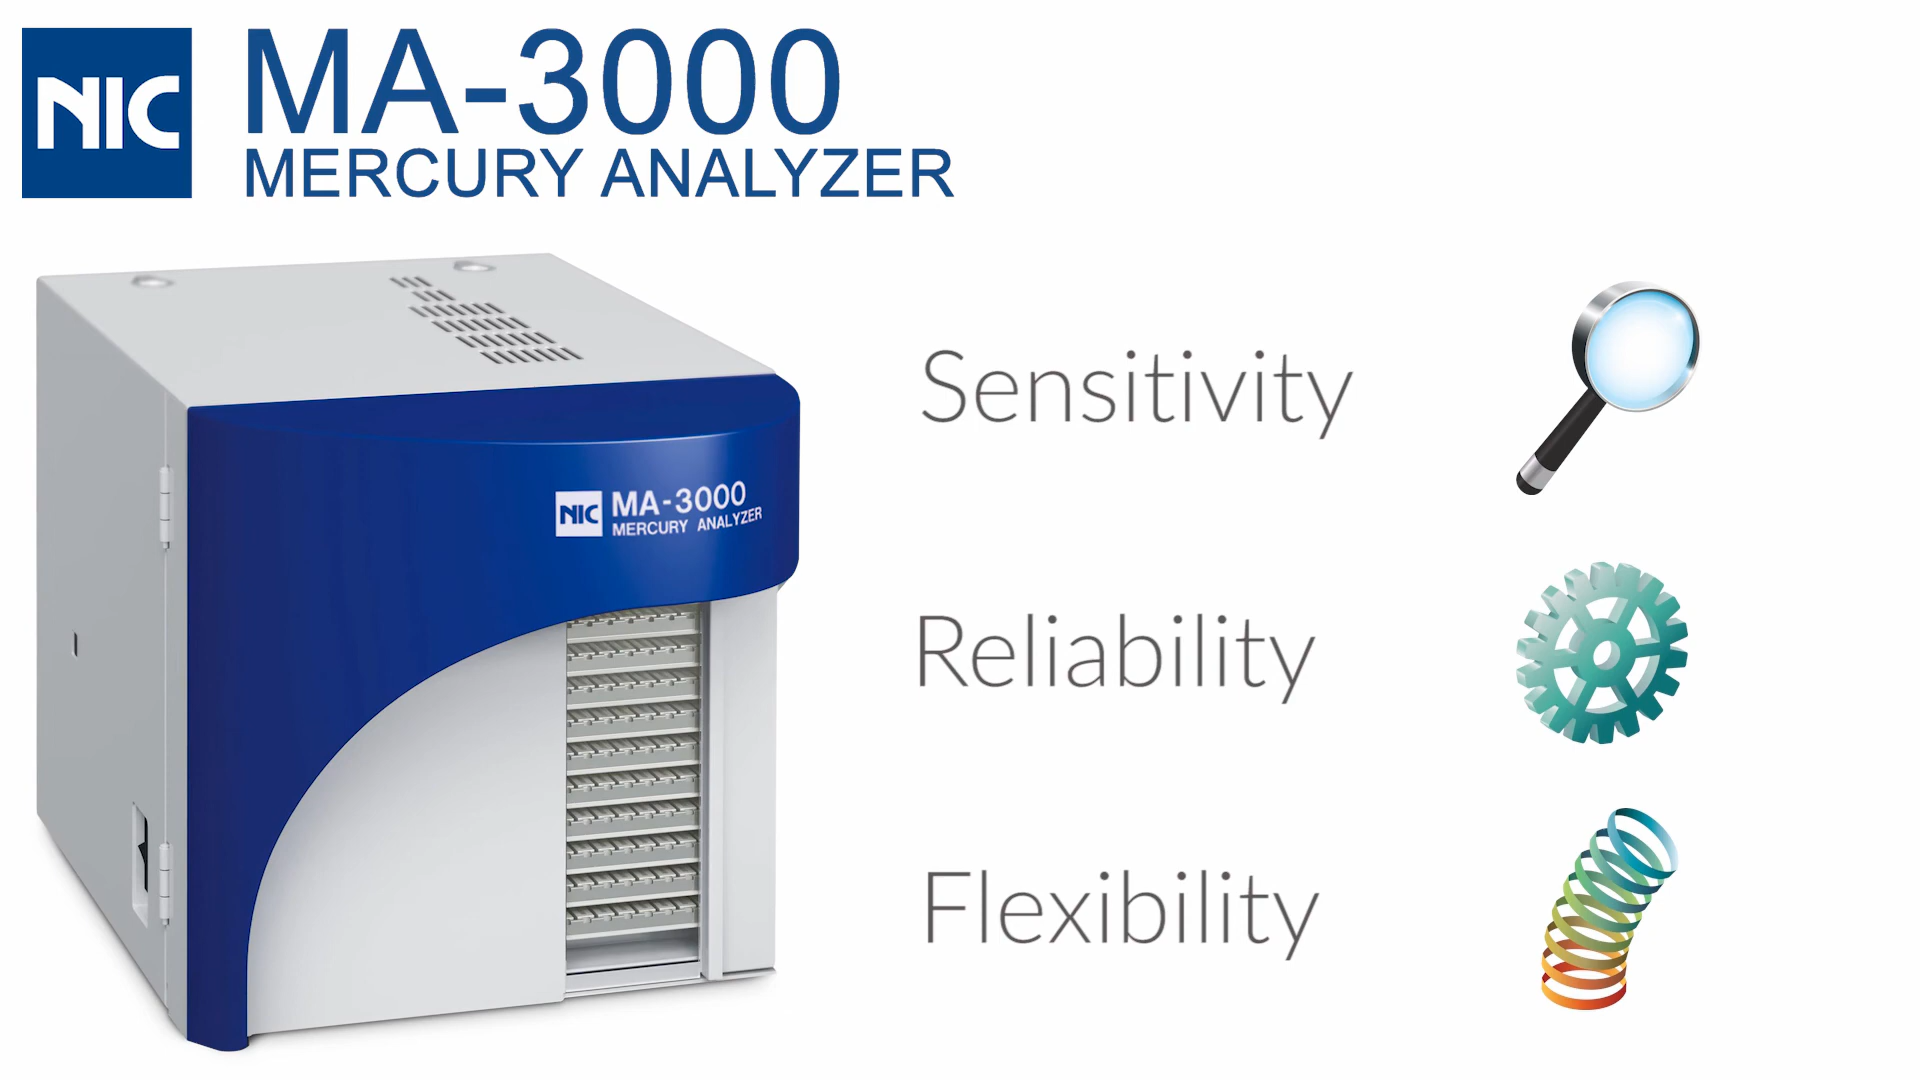 NIC
MA-3000
MERCURY ANALYZER
NIC
MA-3000
MERCURY ANALYZER
Sensitivity
Reliability
Flexibility